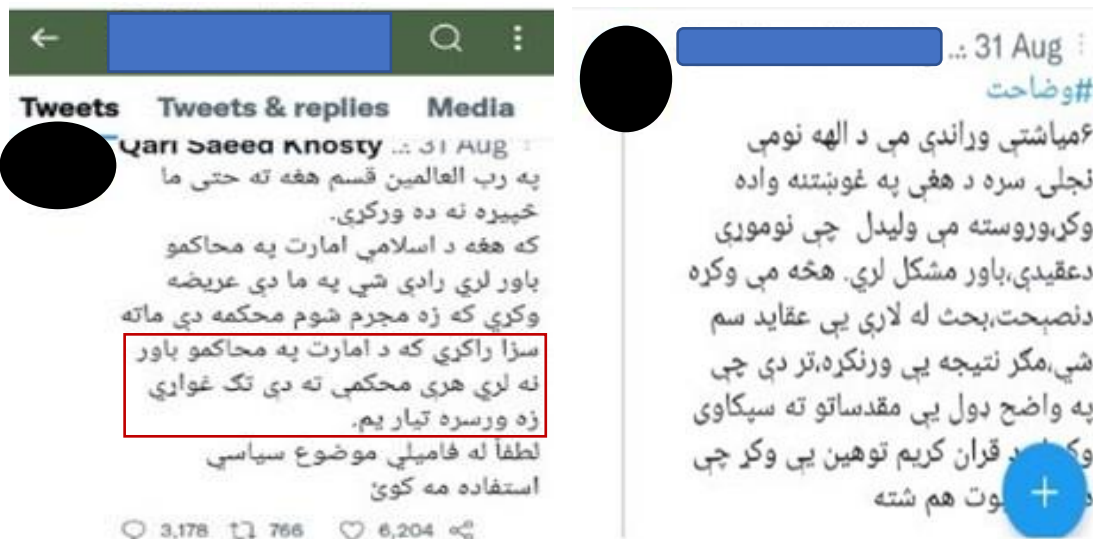 Tweets Tweets & replies Media
Qari Saeed Khosty ... 31 Aug
په رب العالمین قسم هغه ته حتی ما
څپېره نه ده ورکړې.
که هغه د اسلامي امارت په محاکمو
باور لري رادې شي په ما دې عریضه
وکړي که زه مجرم شوم محکمه دې ماته
سزا راکړي که د امارت په محاکمو باور
نه لري هرې محکمې ته دې تګ غواړي
زه ورسره تیار یم.
لطفاً له فامیلي موضوع سیاسي
استفاده مه کوئ
3,178 766 6,204
31 Aug
#وضاحت
۶میاشتې وړاندې مې د الهه نومې
نجلۍ سره د هغې په غوښتنه واده
وکړ،وروسته مې ولیدل چې نوموړې
دعقیدې،باور مشکل لري. هڅه مې وکړه
دنصیحت،بحث له لارې یې عقاید سم
شي،مګر نتیجه یې ورنکړه،تر دې چې
په واضح ډول یې مقدساتو ته سپکاوی
قران کریم توهین یې وکړ چې
هم شته